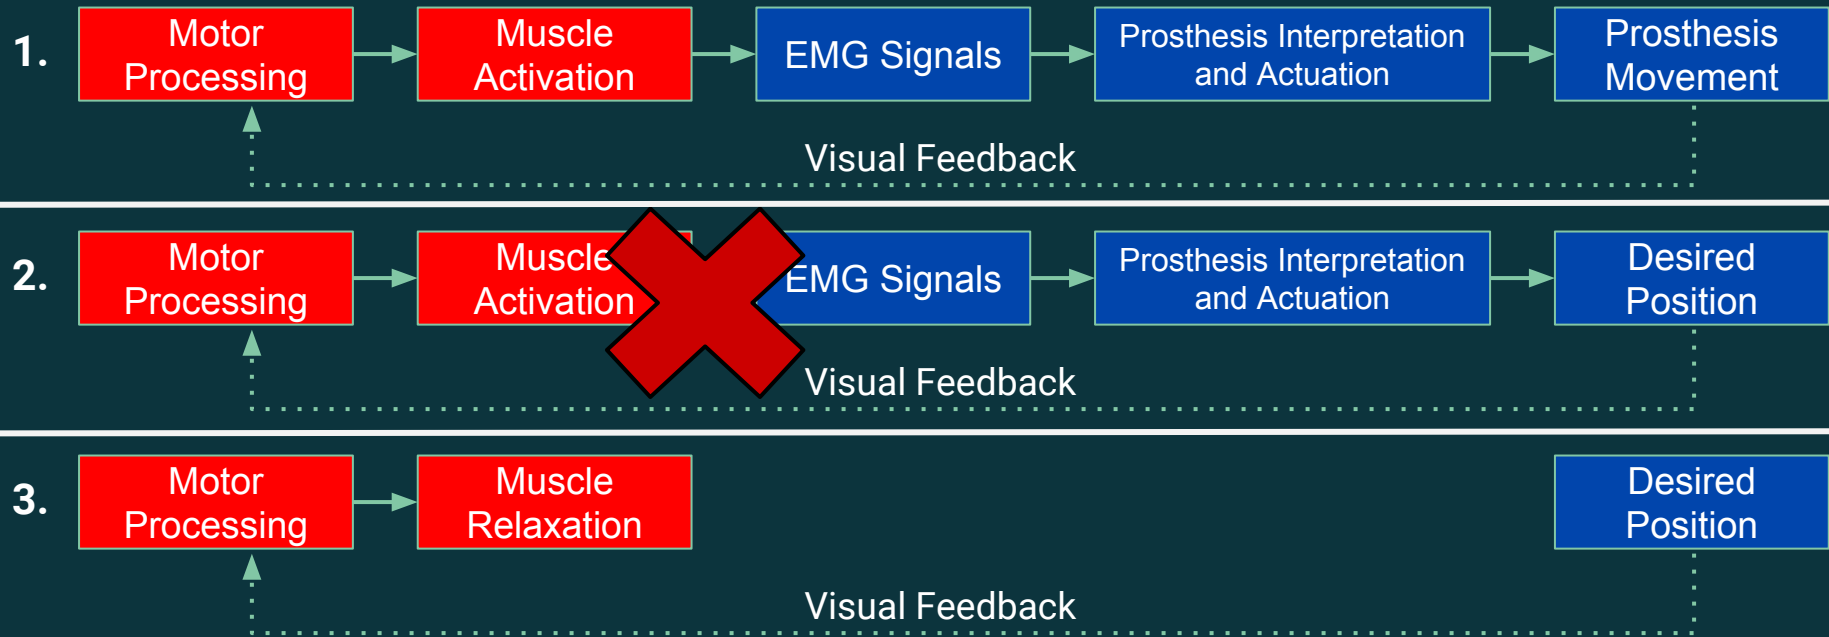 1.
Motor
Processing
Muscle
Activation
EMG Signals
Prosthesis Interpretation
and Actuation
Prosthesis
Movement
Visual Feedback
2.
Motor
Processing
Muscle
Activation
EMG Signals
Prosthesis Interpretation
and Actuation
Desired
Position
Visual Feedback
3.
Motor
Processing
Muscle
Relaxation
Desired
Position
Visual Feedback